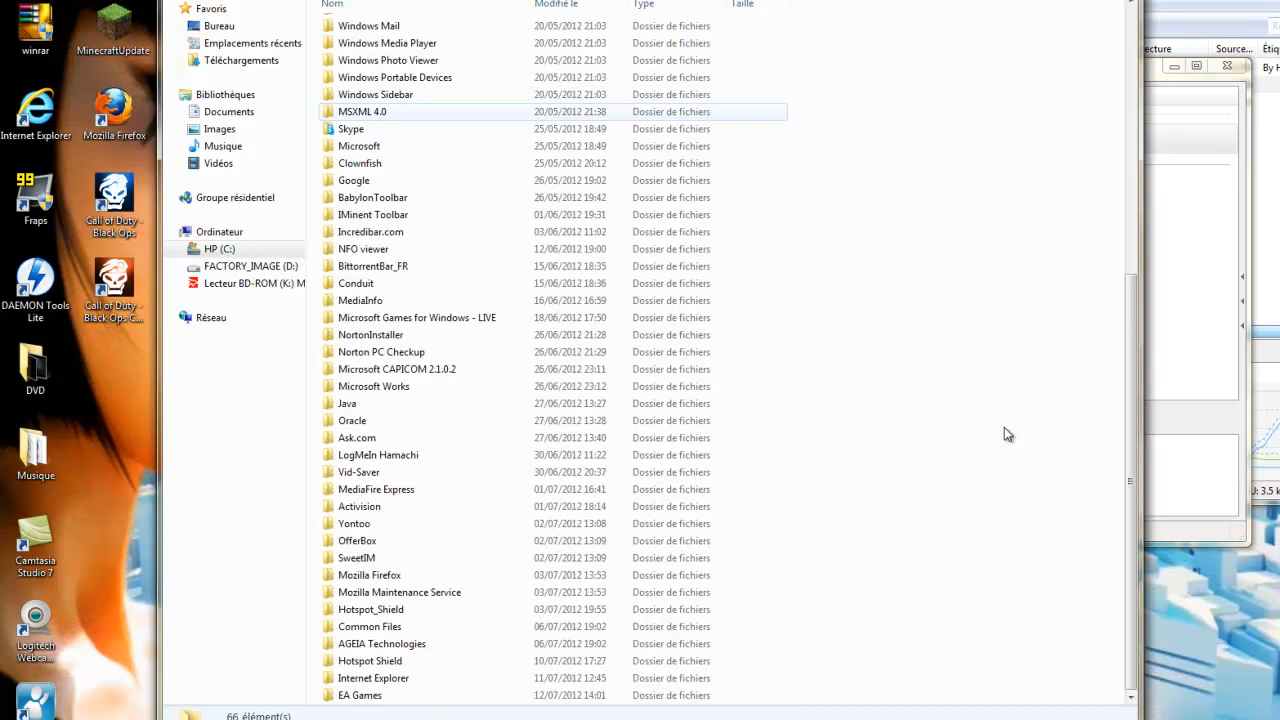 Nom Modifié le Type Taille
Favoris
Bureau
Emplacements récents
Téléchargements
Bibliothèques
Documents
Images
Musique
Vidéos
Groupe résidentiel
Ordinateur
HP (C:)
FACTORY_IMAGE (D:)
Lecteur BD-ROM (K:) M
Réseau
winrar
MinecraftUpdate
Internet Explorer
Mozilla Firefox
99
Fraps
Call of Duty - Black Ops
DAEMON Tools Lite
Call of Duty - Black Ops C...
DVD
Musique
Camtasia Studio 7
Logitech Webca...
Windows Mail 20/05/2012 21:03 Dossier de fichiers
Windows Media Player 20/05/2012 21:03 Dossier de fichiers
Windows Photo Viewer 20/05/2012 21:03 Dossier de fichiers
Windows Portable Devices 20/05/2012 21:03 Dossier de fichiers
Windows Sidebar 20/05/2012 21:03 Dossier de fichiers
MSXML 4.0 20/05/2012 21:38 Dossier de fichiers
Skype 25/05/2012 18:49 Dossier de fichiers
Microsoft 25/05/2012 18:49 Dossier de fichiers
Clownfish 25/05/2012 20:12 Dossier de fichiers
Google 26/05/2012 19:02 Dossier de fichiers
BabylonToolbar 26/05/2012 19:42 Dossier de fichiers
IMinent Toolbar 01/06/2012 19:31 Dossier de fichiers
Incredibar.com 03/06/2012 11:02 Dossier de fichiers
NFO viewer 12/06/2012 19:00 Dossier de fichiers
BittorrentBar_FR 15/06/2012 18:35 Dossier de fichiers
Conduit 15/06/2012 18:36 Dossier de fichiers
MediaInfo 16/06/2012 16:59 Dossier de fichiers
Microsoft Games for Windows - LIVE 18/06/2012 17:50 Dossier de fichiers
NortonInstaller 26/06/2012 21:28 Dossier de fichiers
Norton PC Checkup 26/06/2012 21:29 Dossier de fichiers
Microsoft CAPICOM 2.1.0.2 26/06/2012 23:11 Dossier de fichiers
Microsoft Works 26/06/2012 23:12 Dossier de fichiers
Java 27/06/2012 13:27 Dossier de fichiers
Oracle 27/06/2012 13:28 Dossier de fichiers
Ask.com 27/06/2012 13:40 Dossier de fichiers
LogMeIn Hamachi 30/06/2012 11:22 Dossier de fichiers
Vid-Saver 30/06/2012 20:37 Dossier de fichiers
MediaFire Express 01/07/2012 16:41 Dossier de fichiers
Activision 01/07/2012 18:14 Dossier de fichiers
Yontoo 02/07/2012 13:08 Dossier de fichiers
OfferBox 02/07/2012 13:09 Dossier de fichiers
SweetIM 02/07/2012 13:09 Dossier de fichiers
Mozilla Firefox 03/07/2012 13:53 Dossier de fichiers
Mozilla Maintenance Service 03/07/2012 13:53 Dossier de fichiers
Hotspot_Shield 03/07/2012 19:55 Dossier de fichiers
Common Files 06/07/2012 19:02 Dossier de fichiers
AGEIA Technologies 06/07/2012 19:02 Dossier de fichiers
Hotspot Shield 10/07/2012 17:27 Dossier de fichiers
Internet Explorer 11/07/2012 12:45 Dossier de fichiers
EA Games 12/07/2012 14:01 Dossier de fichiers
66 élément(s)
ecture Source... Étiq
By H
U: 3.5 k